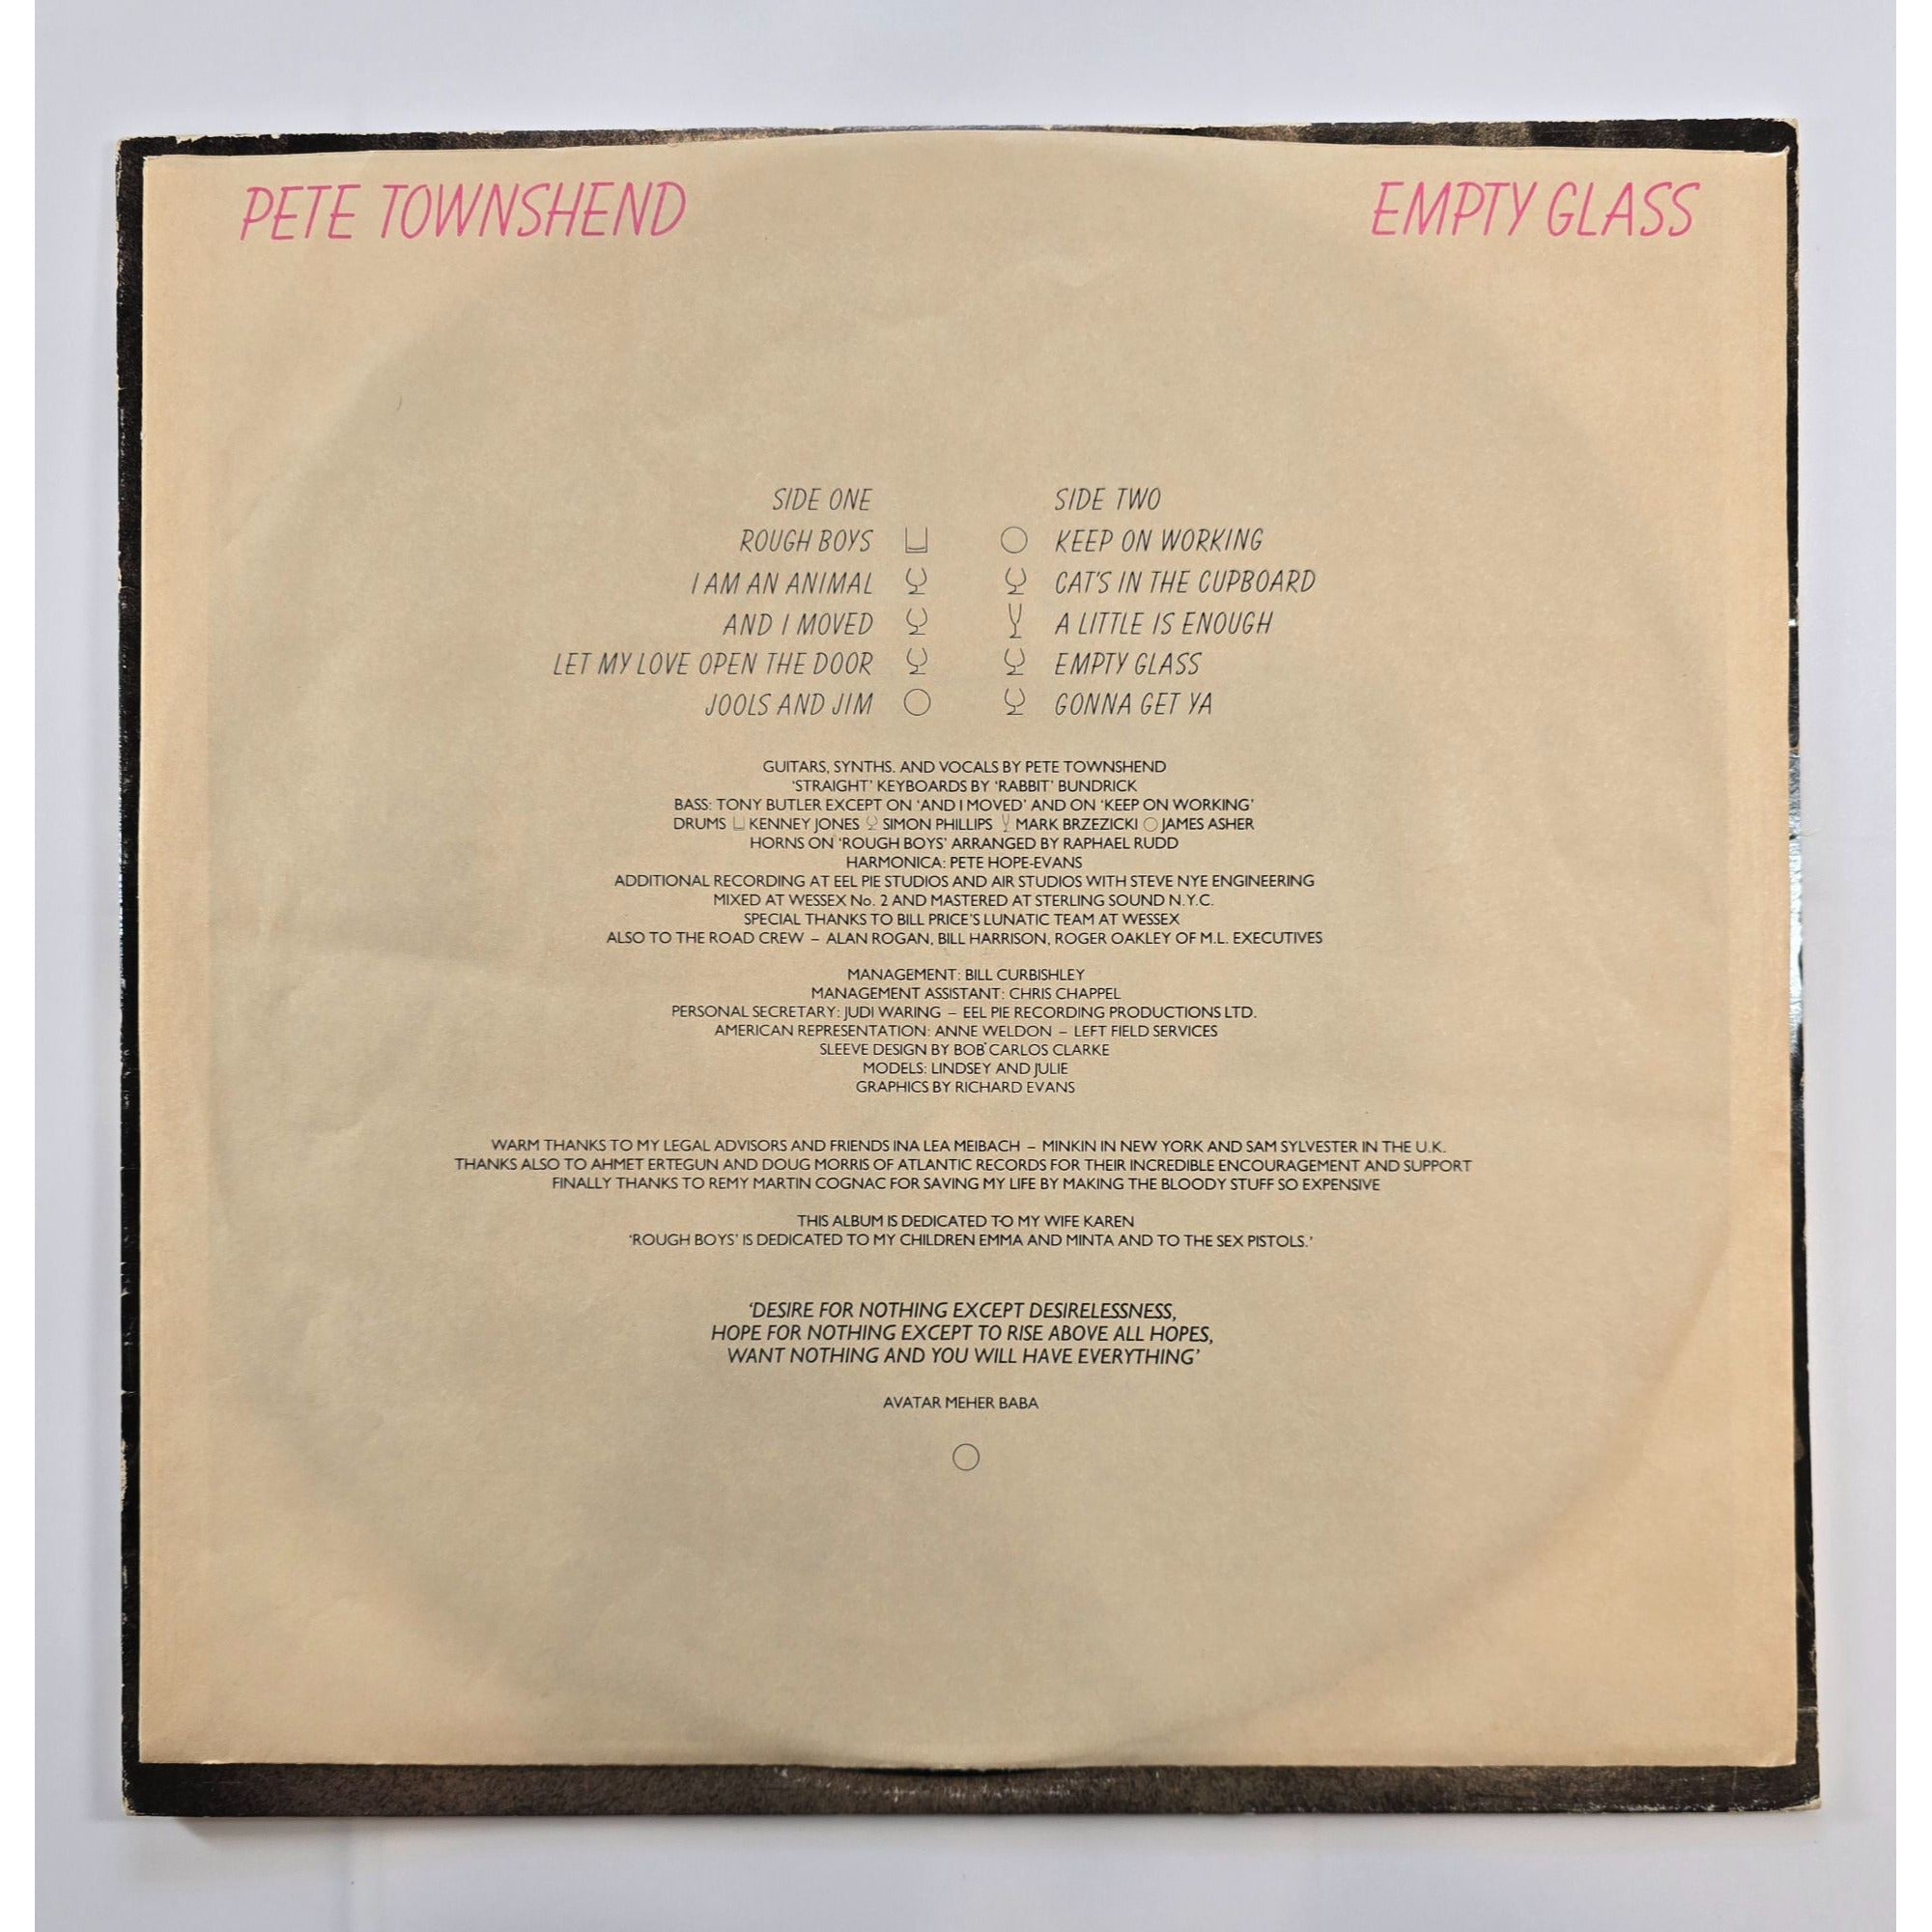 PETE TOWNSHEND
EMPTY GLASS
SIDE ONE
ROUGH BOYS
I AM AN ANIMAL
AND I MOVED
LET MY LOVE OPEN THE DOOR
JOOLS AND JIM
SIDE TWO
KEEP ON WORKING
CAT'S IN THE CUPBOARD
A LITTLE IS ENOUGH
EMPTY GLASS
GONNA GET YA
GUITARS, SYNTHS. AND VOCALS BY PETE TOWNSHEND
'STRAIGHT' KEYBOARDS BY 'RABBIT' BUNDRICK
BASS: TONY BUTLER EXCEPT ON 'AND I MOVED' AND ON 'KEEP ON WORKING'
DRUMS KENNEY JONES SIMON PHILLIPS MARK BRZEZICKI JAMES ASHER
HORNS ON 'ROUGH BOYS' ARRANGED BY RAPHAEL RUDD
HARMONICA: PETE HOPE-EVANS
ADDITIONAL RECORDING AT EEL PIE STUDIOS AND AIR STUDIOS WITH STEVE NYE ENGINEERING
MIXED AT WESSEX No. 2 AND MASTERED AT STERLING SOUND N.Y.C.
SPECIAL THANKS TO BILL PRICE'S LUNATIC TEAM AT WESSEX
ALSO TO THE ROAD CREW – ALAN ROGAN, BILL HARRISON, ROGER OAKLEY OF M.L. EXECUTIVES
MANAGEMENT: BILL CURBISHLEY
MANAGEMENT ASSISTANT: CHRIS CHAPPEL
PERSONAL SECRETARY: JUDI WARING – EEL PIE RECORDING PRODUCTIONS LTD.
AMERICAN REPRESENTATION: ANNE WELDON – LEFT FIELD SERVICES
SLEEVE DESIGN BY BOB CARLOS CLARKE
MODELS: LINDSEY AND JULIE
GRAPHICS BY RICHARD EVANS
WARM THANKS TO MY LEGAL ADVISORS AND FRIENDS INA LEA MEIBACH – MINKIN IN NEW YORK AND SAM SYLVESTER IN THE U.K.
THANKS ALSO TO AHMET ERTEGUN AND DOUG MORRIS OF ATLANTIC RECORDS FOR THEIR INCREDIBLE ENCOURAGEMENT AND SUPPORT
FINALLY THANKS TO REMY MARTIN COGNAC FOR SAVING MY LIFE BY MAKING THE BLOODY STUFF SO EXPENSIVE
THIS ALBUM IS DEDICATED TO MY WIFE KAREN
'ROUGH BOYS' IS DEDICATED TO MY CHILDREN EMMA AND MINTA AND TO THE SEX PISTOLS.'
'DESIRE FOR NOTHING EXCEPT DESIRELESSNESS,
HOPE FOR NOTHING EXCEPT TO RISE ABOVE ALL HOPES,
WANT NOTHING AND YOU WILL HAVE EVERYTHING'
AVATAR MEHER BABA